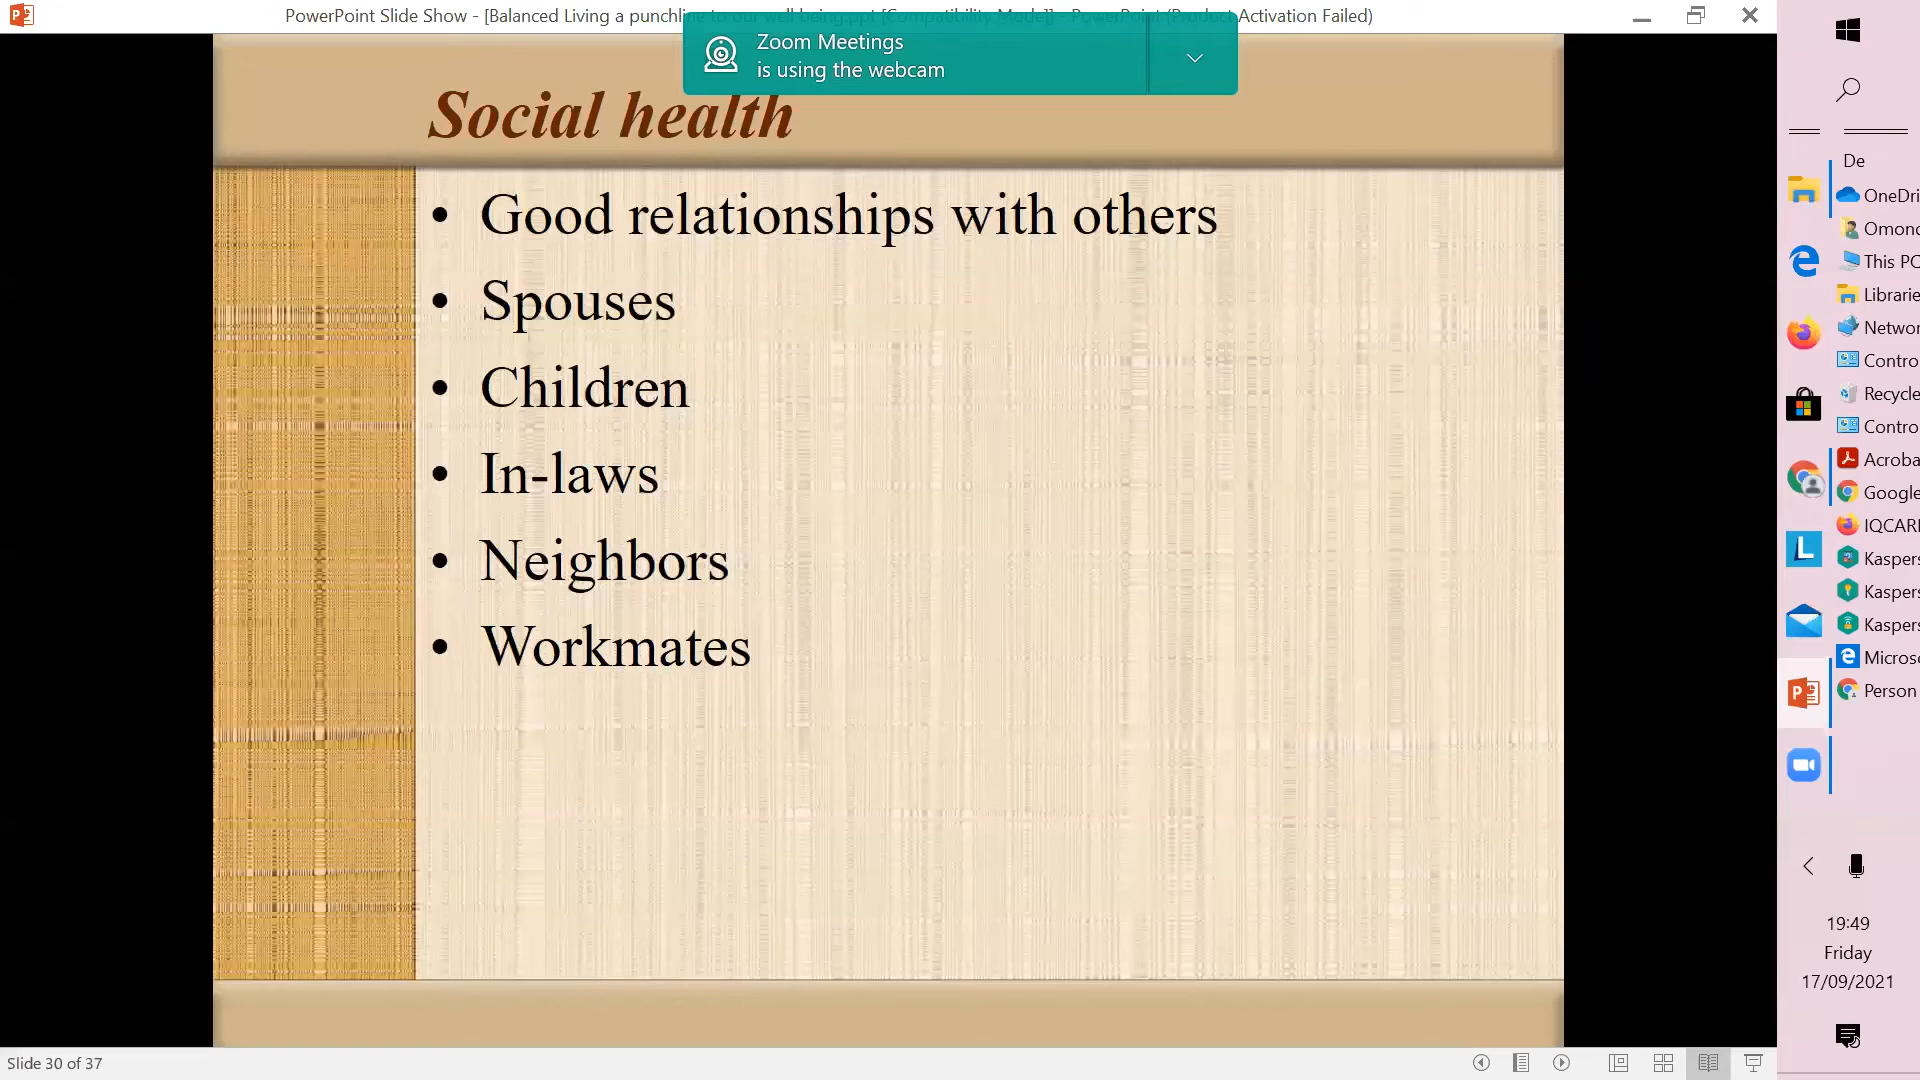 PowerPoint Slide Show - [Balanced Living a punchline to our well being.ppt [Compatibility Mode]] - PowerPoint (Product Activation Failed)
Zoom Meetings
is using the webcam
Social health
• Good relationships with others
• Spouses
• Children
• In-laws
• Neighbors
• Workmates
De
OneDri
Omond
This PC
Librarie
Networ
Contro
Recycle
Contro
Acroba
Google
IQCARI
Kaspers
Kaspers
Kaspers
Microso
Person
19:49
Friday
17/09/2021
Slide 30 of 37